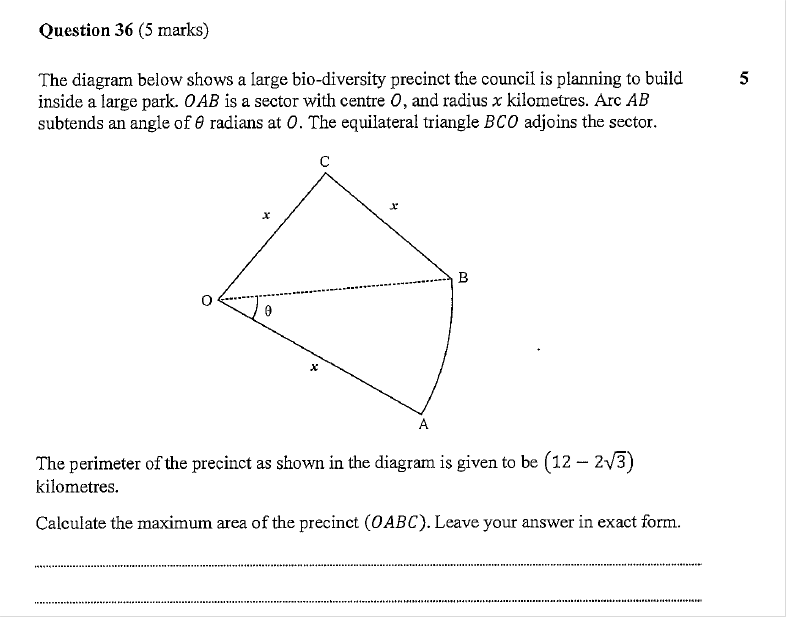 Question 36 (5 marks)
The diagram below shows a large bio-diversity precinct the council is planning to build 5
inside a large park. OAB is a sector with centre O, and radius x kilometres. Arc AB
subtends an angle of θ radians at O. The equilateral triangle BCO adjoins the sector.
C
x
x
B
O
θ
x
A
The perimeter of the precinct as shown in the diagram is given to be (12 − 2√3)
kilometres.
Calculate the maximum area of the precinct (OABC). Leave your answer in exact form.